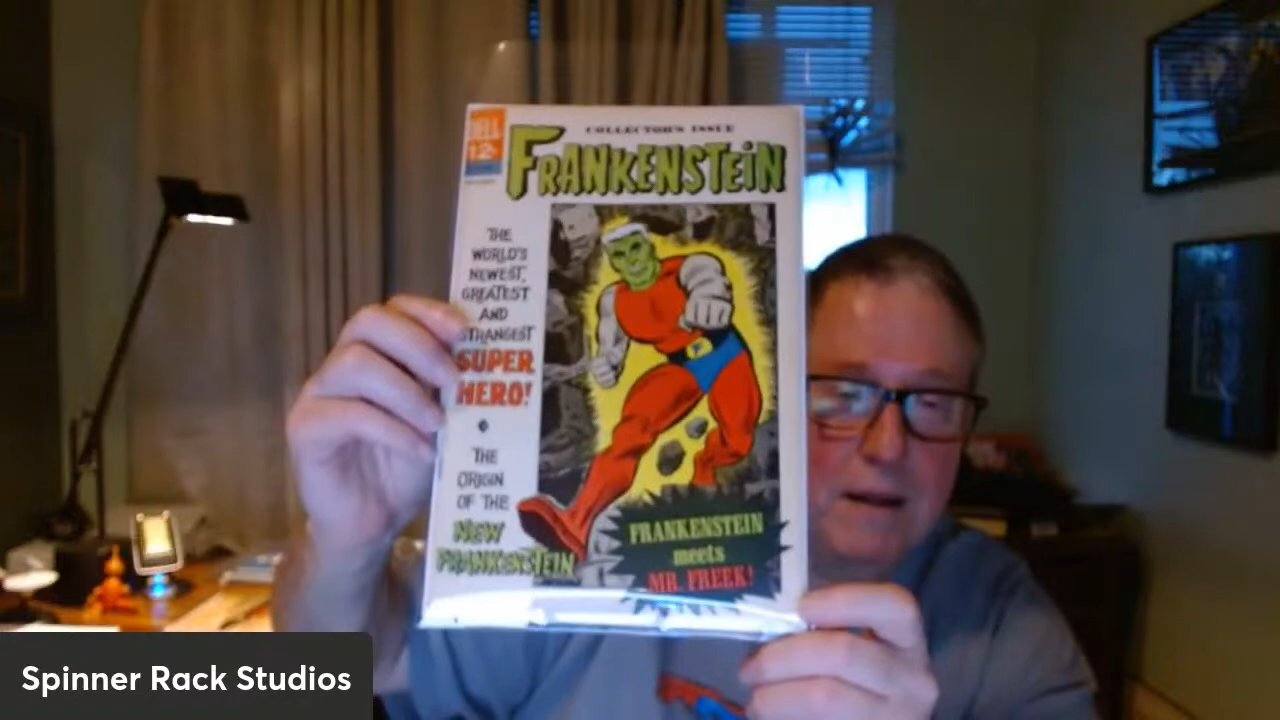 DELL
12¢
COLLECTOR'S ISSUE
FRANKENSTEIN
THE
WORLD'S
NEWEST,
GREATEST
AND
STRANGEST
SUPER
HERO!
THE
ORIGIN
OF THE
NEW
FRANKENSTEIN
FRANKENSTEIN
meets
MR. FREEK!
Spinner Rack Studios